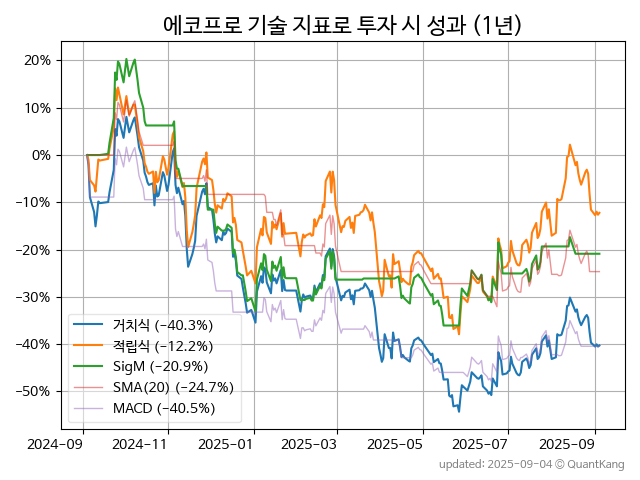 에코프로 기술 지표로 투자 시 성과 (1년)
20%
10%
0%
−10%
−20%
−30%
−40%
−50%
거치식 (−40.3%)
적립식 (−12.2%)
SigM (−20.9%)
SMA(20) (−24.7%)
MACD (−40.5%)
2024-09 2024-11 2025-01 2025-03 2025-05 2025-07 2025-09
updated: 2025-09-04 © QuantKang